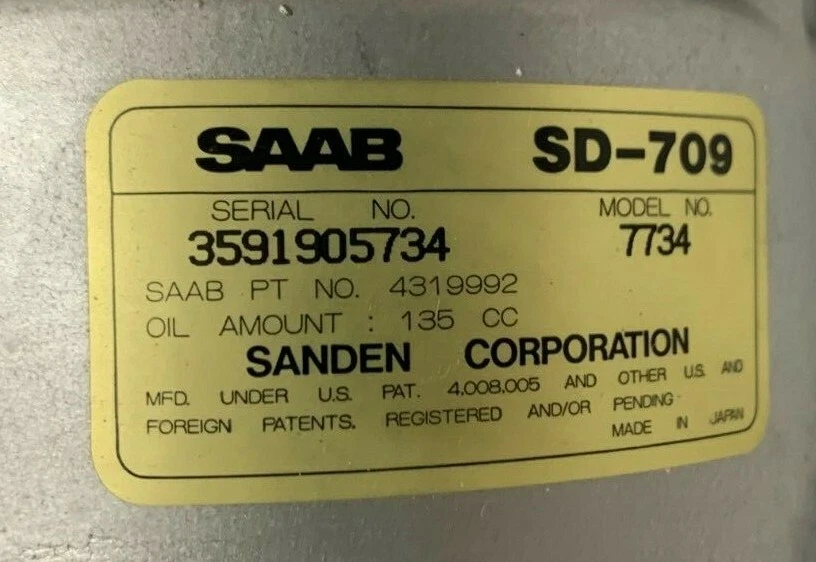 SAAB SD-709
SERIAL NO. MODEL NO.
3591905734 7734
SAAB PT NO. 4319992
OIL AMOUNT : 135 CC
SANDEN CORPORATION
MFD. UNDER U.S. PAT. 4.008.005 AND OTHER U.S. AND
FOREIGN PATENTS. REGISTERED AND/OR PENDING
MADE IN JAPAN